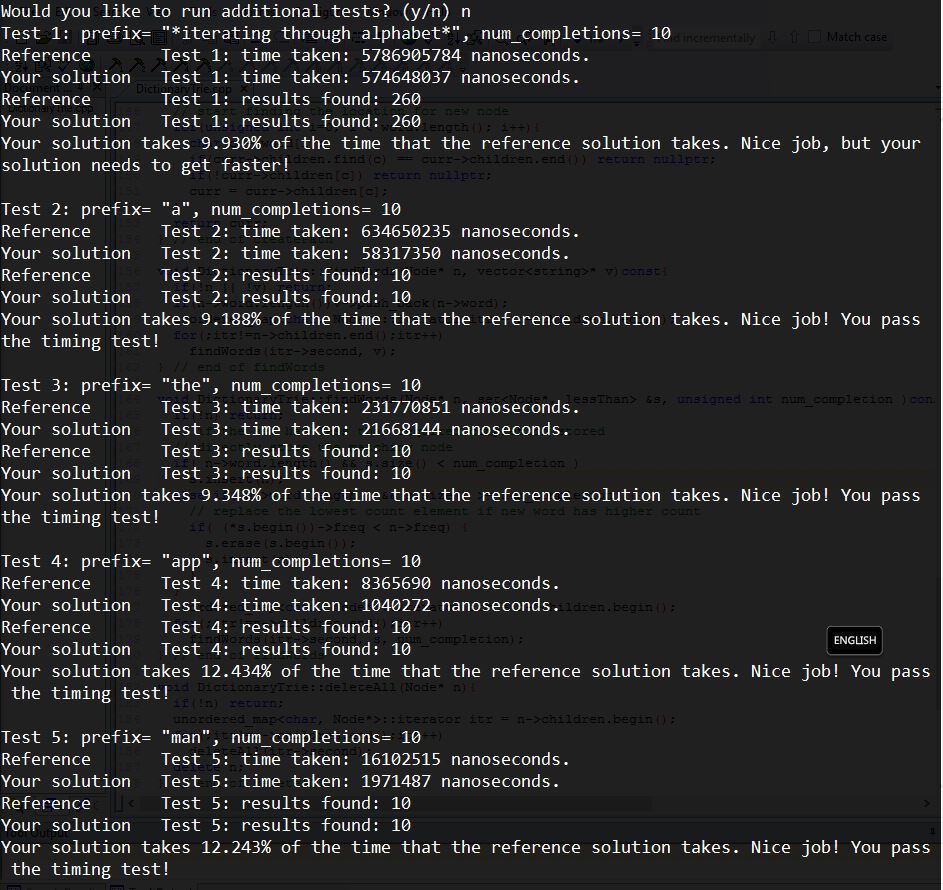 Would you like to run additional tests? (y/n) n
Test 1: prefix= "*iterating through alphabet*", num_completions= 10
Reference Test 1: time taken: 5786695784 nanoseconds.
Your solution Test 1: time taken: 574648037 nanoseconds.
Reference Test 1: results found: 260
Your solution Test 1: results found: 260
Your solution takes 9.930% of the time that the reference solution takes. Nice job, but your
solution needs to get faster!
Test 2: prefix= "a", num_completions= 10
Reference Test 2: time taken: 634650235 nanoseconds.
Your solution Test 2: time taken: 58317350 nanoseconds.
Reference Test 2: results found: 10
Your solution Test 2: results found: 10
Your solution takes 9.188% of the time that the reference solution takes. Nice job! You pass
the timing test!
Test 3: prefix= "the", num_completions= 10
Reference Test 3: time taken: 231770851 nanoseconds.
Your solution Test 3: time taken: 21668144 nanoseconds.
Reference Test 3: results found: 10
Your solution Test 3: results found: 10
Your solution takes 9.348% of the time that the reference solution takes. Nice job! You pass
the timing test!
Test 4: prefix= "app", num_completions= 10
Reference Test 4: time taken: 8365690 nanoseconds.
Your solution Test 4: time taken: 1040272 nanoseconds.
Reference Test 4: results found: 10
Your solution Test 4: results found: 10
ENGLISH
Your solution takes 12.434% of the time that the reference solution takes. Nice job! You pass
the timing test!
Test 5: prefix= "man", num_completions= 10
Reference Test 5: time taken: 16102515 nanoseconds.
Your solution Test 5: time taken: 1971487 nanoseconds.
Reference Test 5: results found: 10
Your solution Test 5: results found: 10
Your solution takes 12.243% of the time that the reference solution takes. Nice job! You pass
the timing test!